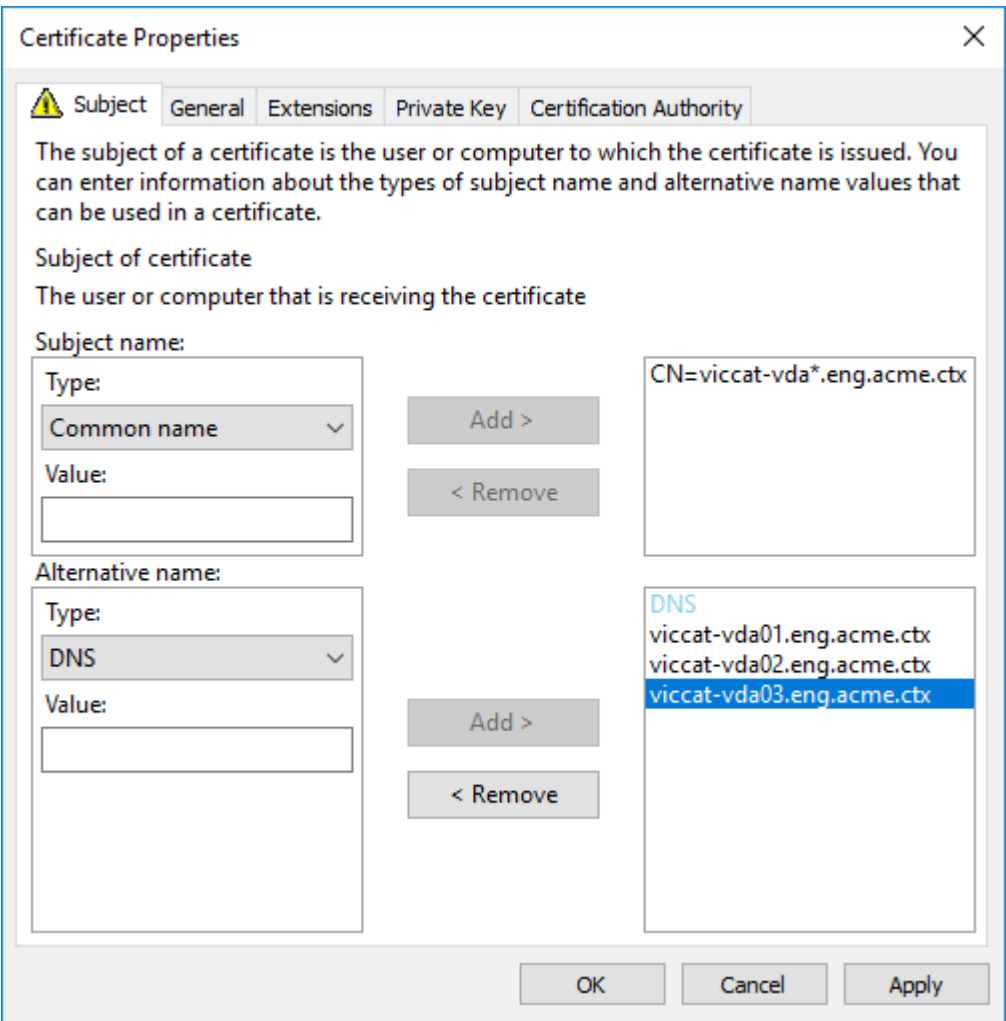 Certificate Properties
Subject
General
Extensions
Private Key
Certification Authority
The subject of a certificate is the user or computer to which the certificate is issued. You
can enter information about the types of subject name and alternative name values that
can be used in a certificate.
Subject of certificate
The user or computer that is receiving the certificate
Subject name:
Type:
Common name
Value:
Add >
< Remove
CN=viccat-vda*.eng.acme.ctx
Alternative name:
Type:
DNS
Value:
Add >
< Remove
DNS
viccat-vda01.eng.acme.ctx
viccat-vda02.eng.acme.ctx
viccat-vda03.eng.acme.ctx
OK
Cancel
Apply